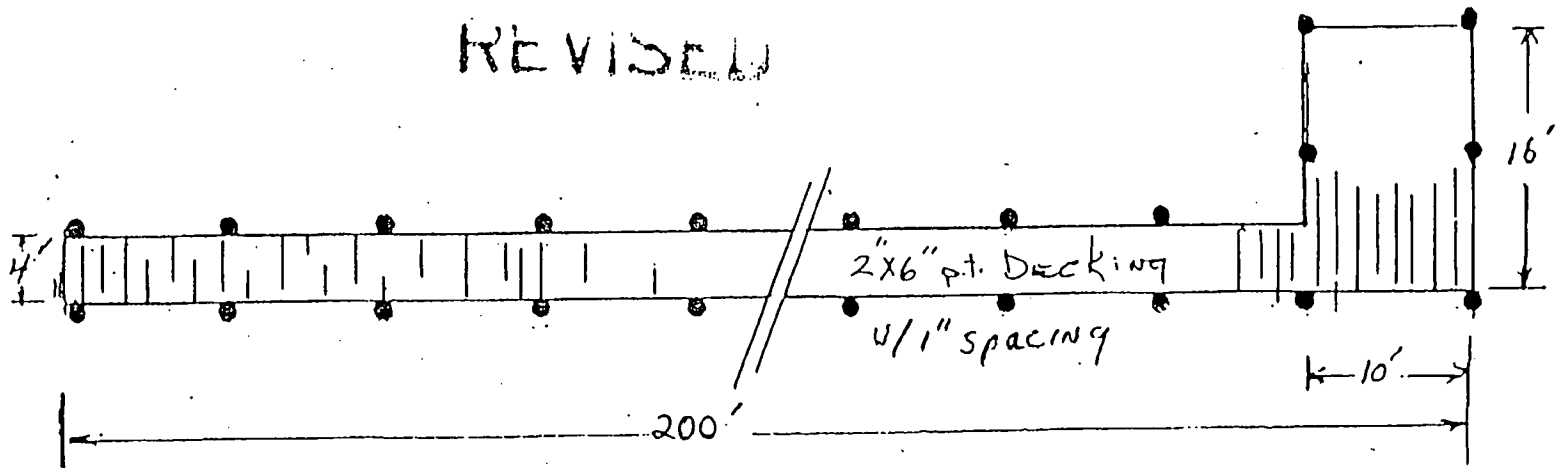 REVISED
16'
4'
2"x6" p.t. DECKING
W/1" SPACING
10'
200'